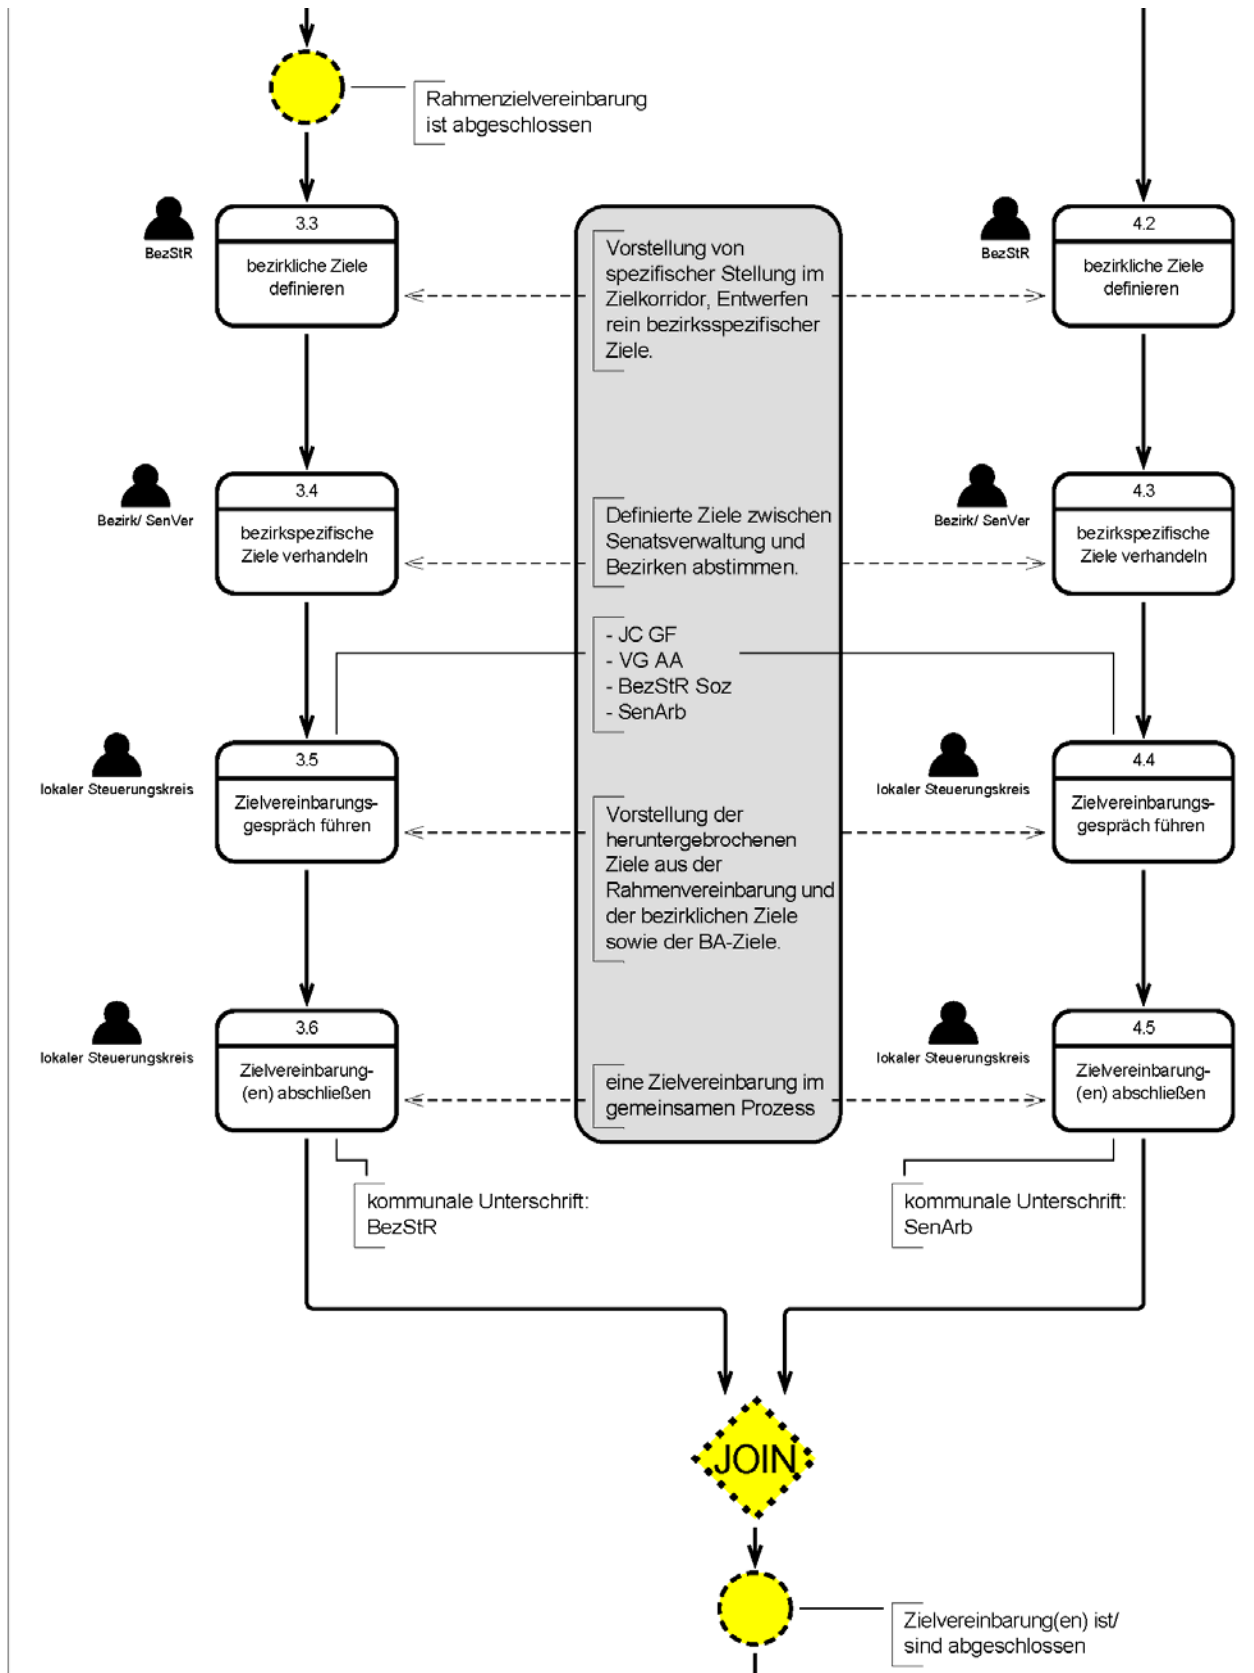 Rahmenzielvereinbarung
ist abgeschlossen
BezStR
3.3
bezirkliche Ziele
definieren
Vorstellung von
spezifischer Stellung im
Zielkorridor, Entwerfen
rein bezirksspezifischer
Ziele.
BezStR
4.2
bezirkliche Ziele
definieren
Bezirk/ SenVer
3.4
bezirkspezifische
Ziele verhandeln
Definierte Ziele zwischen
Senatsverwaltung und
Bezirken abstimmen.
Bezirk/ SenVer
4.3
bezirkspezifische
Ziele verhandeln
- JC GF
- VG AA
- BezStR Soz
- SenArb
lokaler Steuerungskreis
3.5
Zielvereinbarungs-
gespräch führen
Vorstellung der
heruntergebrochenen
Ziele aus der
Rahmenvereinbarung und
der bezirklichen Ziele
sowie der BA-Ziele.
lokaler Steuerungskreis
4.4
Zielvereinbarungs-
gespräch führen
lokaler Steuerungskreis
3.6
Zielvereinbarung-
(en) abschließen
eine Zielvereinbarung im
gemeinsamen Prozess
lokaler Steuerungskreis
4.5
Zielvereinbarung-
(en) abschließen
kommunale Unterschrift:
BezStR
kommunale Unterschrift:
SenArb
JOIN
Zielvereinbarung(en) ist/
sind abgeschlossen